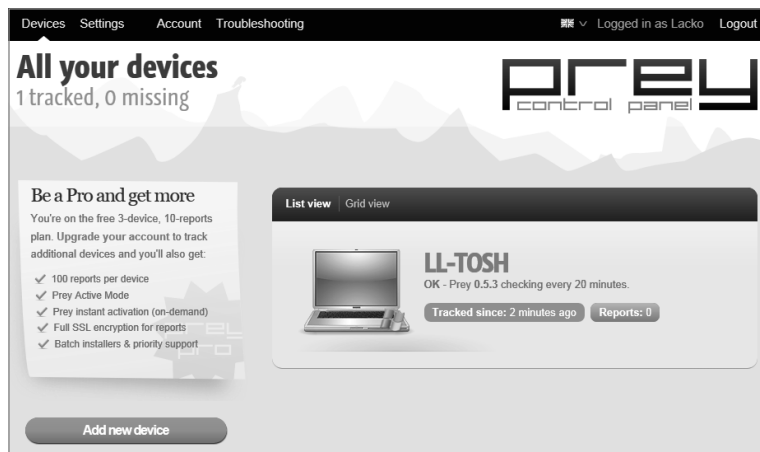 Devices Settings Account Troubleshooting Logged in as Lacko Logout
All your devices
1 tracked, 0 missing
prey
control panel
Be a Pro and get more
You're on the free 3-device, 10-reports
plan. Upgrade your account to track
additional devices and you'll also get:
100 reports per device
Prey Active Mode
Prey instant activation (on-demand)
Full SSL encryption for reports
Batch installers & priority support
prey
pro
Add new device
List view Grid view
LL-TOSH
OK - Prey 0.5.3 checking every 20 minutes.
Tracked since: 2 minutes ago Reports: 0